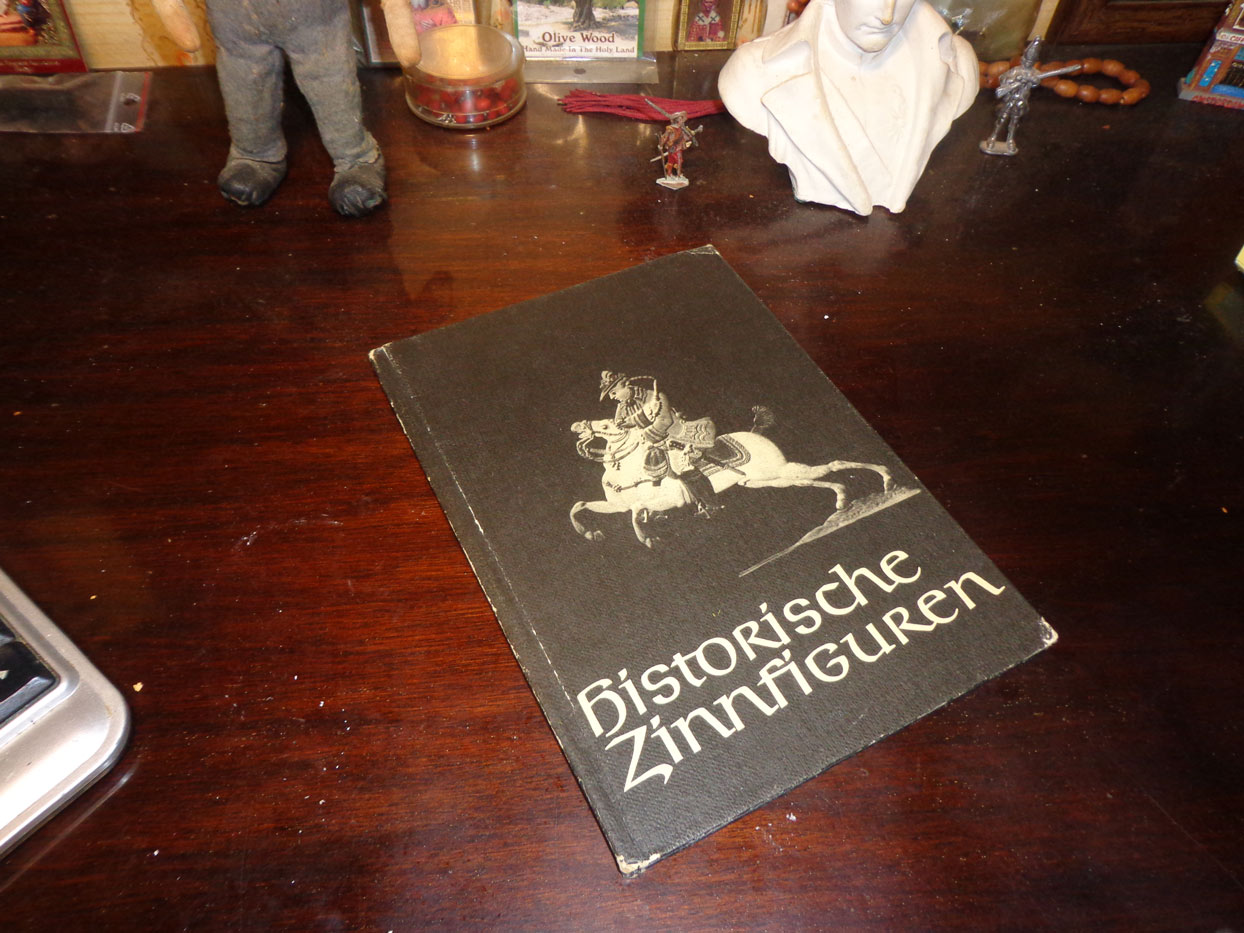 Olive Wood
Hand Made In The Holy Land
historische
Zinnfiguren